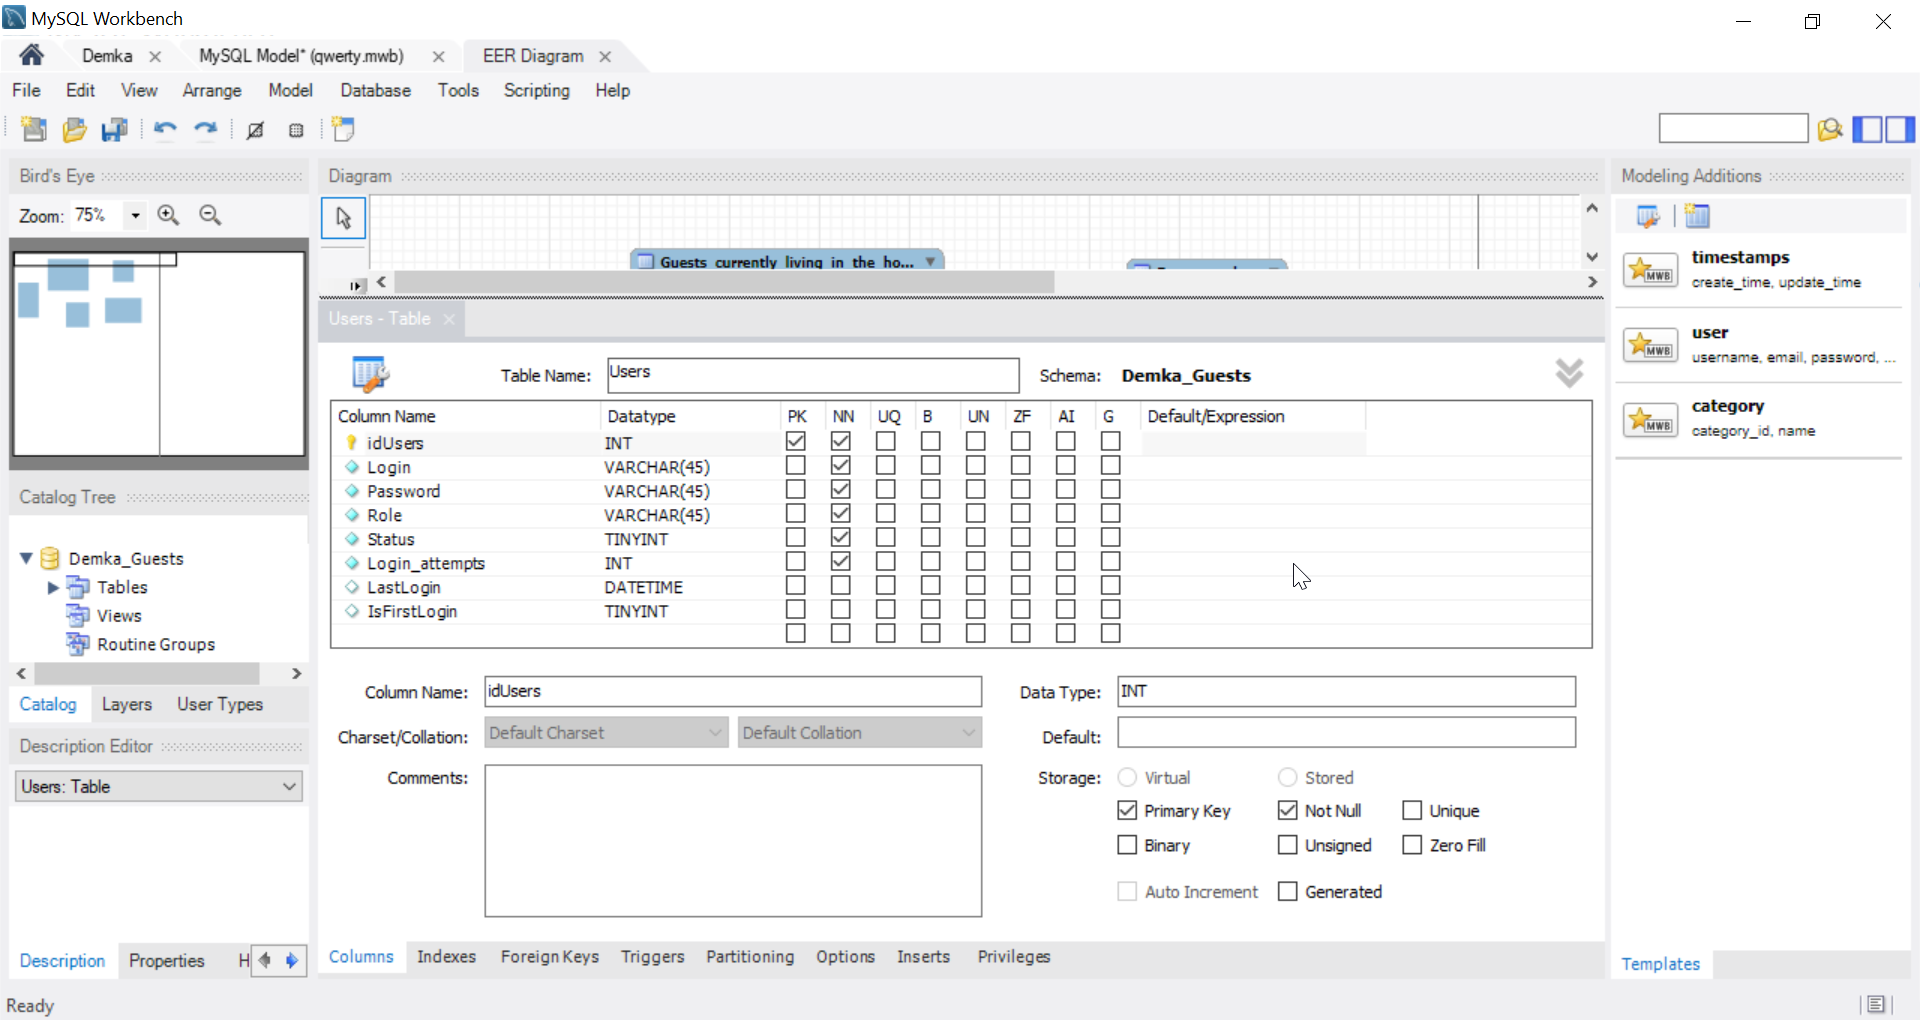 MySQL Workbench
Demka
MySQL Model* (qwerty.mwb)
EER Diagram
File Edit View Arrange Model Database Tools Scripting Help
Bird's Eye
Zoom: 75%
Diagram
Guests currently living in the ho...
Modeling Additions
MWB
timestamps
create_time, update_time
MWB
user
username, email, password, ...
MWB
category
category_id, name
Users - Table
Table Name: Users Schema: Demka_Guests
Column Name Datatype PK NN UQ B UN ZF AI G Default/Expression
idUsers INT
Login VARCHAR(45)
Password VARCHAR(45)
Role VARCHAR(45)
Status TINYINT
Login_attempts INT
LastLogin DATETIME
IsFirstLogin TINYINT
Catalog Tree
Demka_Guests
Tables
Views
Routine Groups
Catalog Layers User Types
Description Editor
Users: Table
Column Name: idUsers Data Type: INT
Charset/Collation: Default Charset Default Collation Default:
Comments: Storage: Virtual Stored
Primary Key Not Null Unique
Binary Unsigned Zero Fill
Auto Increment Generated
Description Properties H
Columns Indexes Foreign Keys Triggers Partitioning Options Inserts Privileges
Templates
Ready